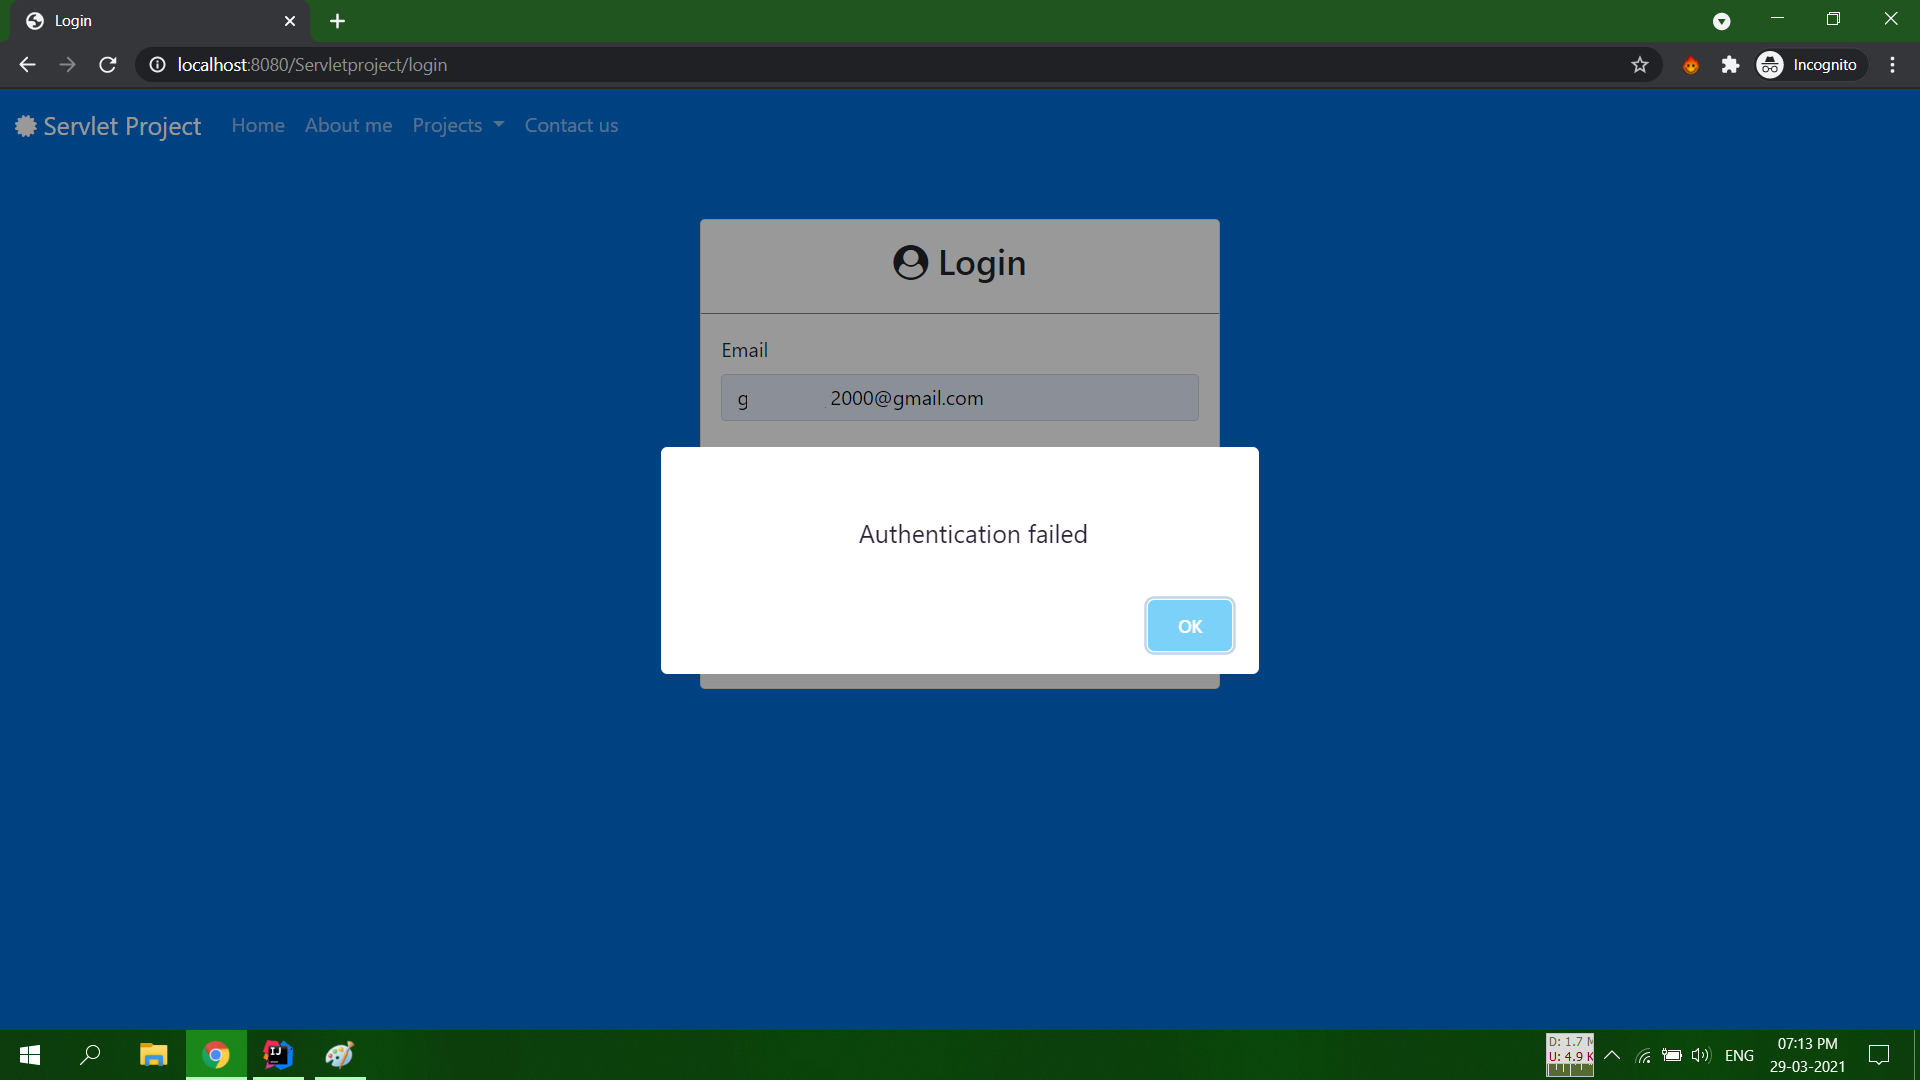 Login
localhost:8080/Servletproject/login
Incognito
Servlet Project Home About me Projects Contact us
Login
Email
g 2000@gmail.com
Authentication failed
OK
D: 1.7 M
U: 4.9 K
ENG
07:13 PM
29-03-2021